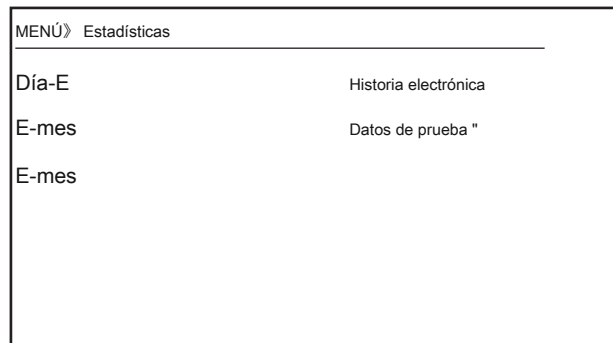 MENÚ》 Estadísticas
Día-E Historia electrónica
E-mes Datos de prueba "
E-mes